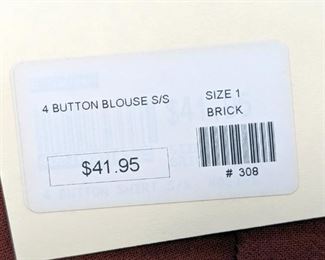 4 BUTTON BLOUSE S/S
SIZE 1
BRICK
$41.95
# 308